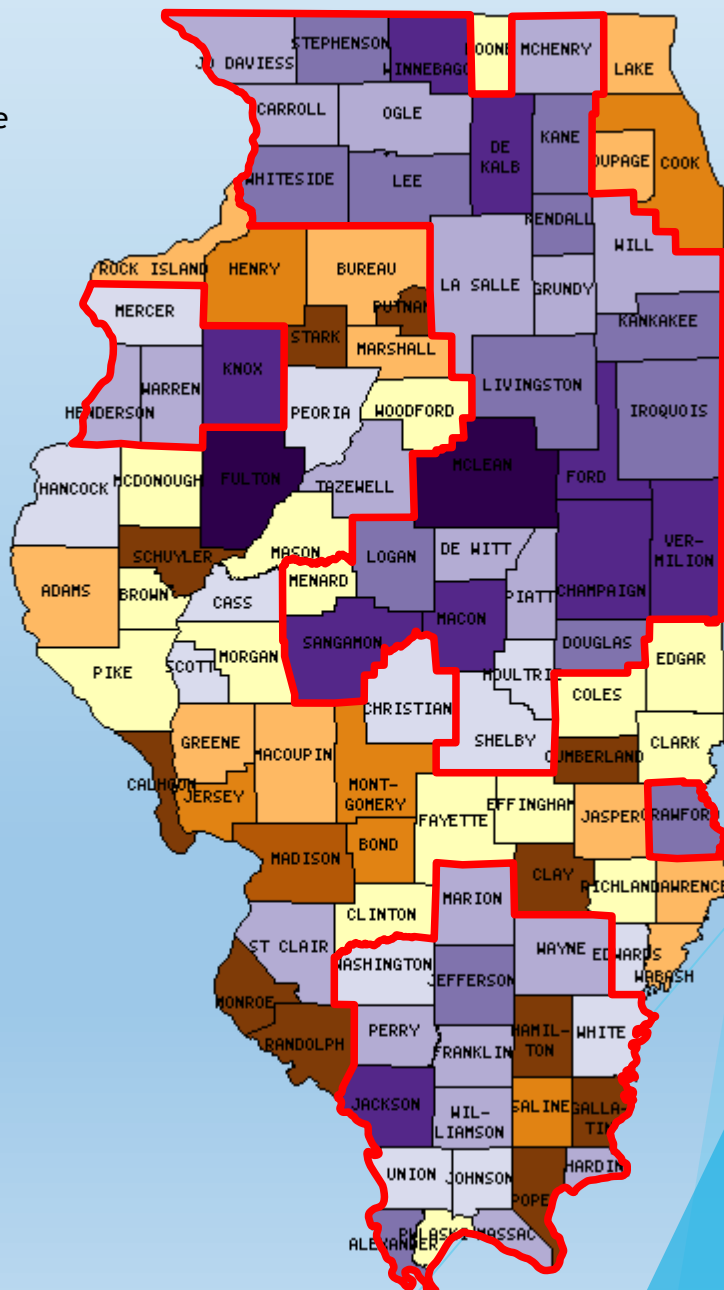 STEPHENSON
JO DAVIESS
WINNEBAGO
BOONE
MCHENRY
LAKE
e
CARROLL
OGLE
DE
KALB
KANE
DUPAGE
COOK
WHITESIDE
LEE
KENDALL
WILL
ROCK ISLAND
HENRY
BUREAU
LA SALLE
GRUNDY
PUTNAM
MERCER
KANKAKEE
STARK
MARSHALL
KNOX
WARREN
LIVINGSTON
PEORIA
WOODFORD
IROQUOIS
HENDERSON
MCLEAN
FORD
HANCOCK
MCDONOUGH
FULTON
TAZEWELL
VER-
MILION
SCHUYLER
MASON
LOGAN
DE WITT
MENARD
ADAMS
BROWN
CASS
PIATT
CHAMPAIGN
MACON
SANGAMON
DOUGLAS
PIKE
SCOTT
MORGAN
EDGAR
MOULTRIE
COLES
CHRISTIAN
GREENE
MACOUPIN
SHELBY
CUMBERLAND
CLARK
CALHOUN
JERSEY
MONT-
GOMERY
EFFINGHAM
FAYETTE
JASPER
CRAWFORD
MADISON
BOND
CLAY
RICHLAND
LAWRENCE
MARION
CLINTON
ST CLAIR
WAYNE
EDWARDS
WASHINGTON
WABASH
JEFFERSON
MONROE
PERRY
HAMIL-
TON
WHITE
RANDOLPH
FRANKLIN
JACKSON
WIL-
LIAMSON
SALINE
GALLA-
TIN
UNION
JOHNSON
HARDIN
POPE
PULASKI
MASSAC
ALEXANDER